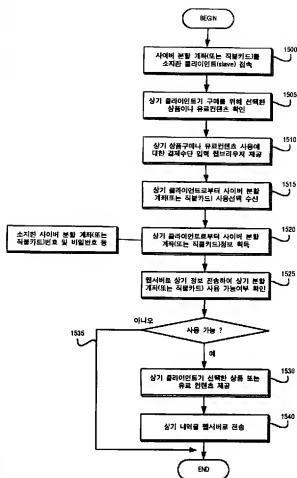 BEGIN
1500
사이버 분할 계좌(또는 직불카드)를
소지한 클라이언트(slave) 접속
1505
상기 클라이언트가 구매를 위해 선택한
상품이나 유료컨텐츠 확인
1510
상기 상품구매나 유료컨텐츠 사용에
대한 결제수단 입력 웹브라우져 제공
1515
상기 클라이언트로부터 사이버 분할
계좌(또는 직불카드) 사용선택 수신
1520
소지한 사이버 분할 계좌(또는
직불카드)번호 및 비밀번호 등
상기 클라이언트로부터 사이버 분할
계좌(또는 직불카드)정보 획득
1525
웹서버로 상기 정보 전송하여 상기 분할
계좌(또는 직불카드) 사용 가능여부 확인
아니오
1535
사용 가능 ?
예
1530
상기 클라이언트가 선택한 상품 또는
유료 컨텐츠 제공
1540
상기 내역을 웹서버로 전송
END